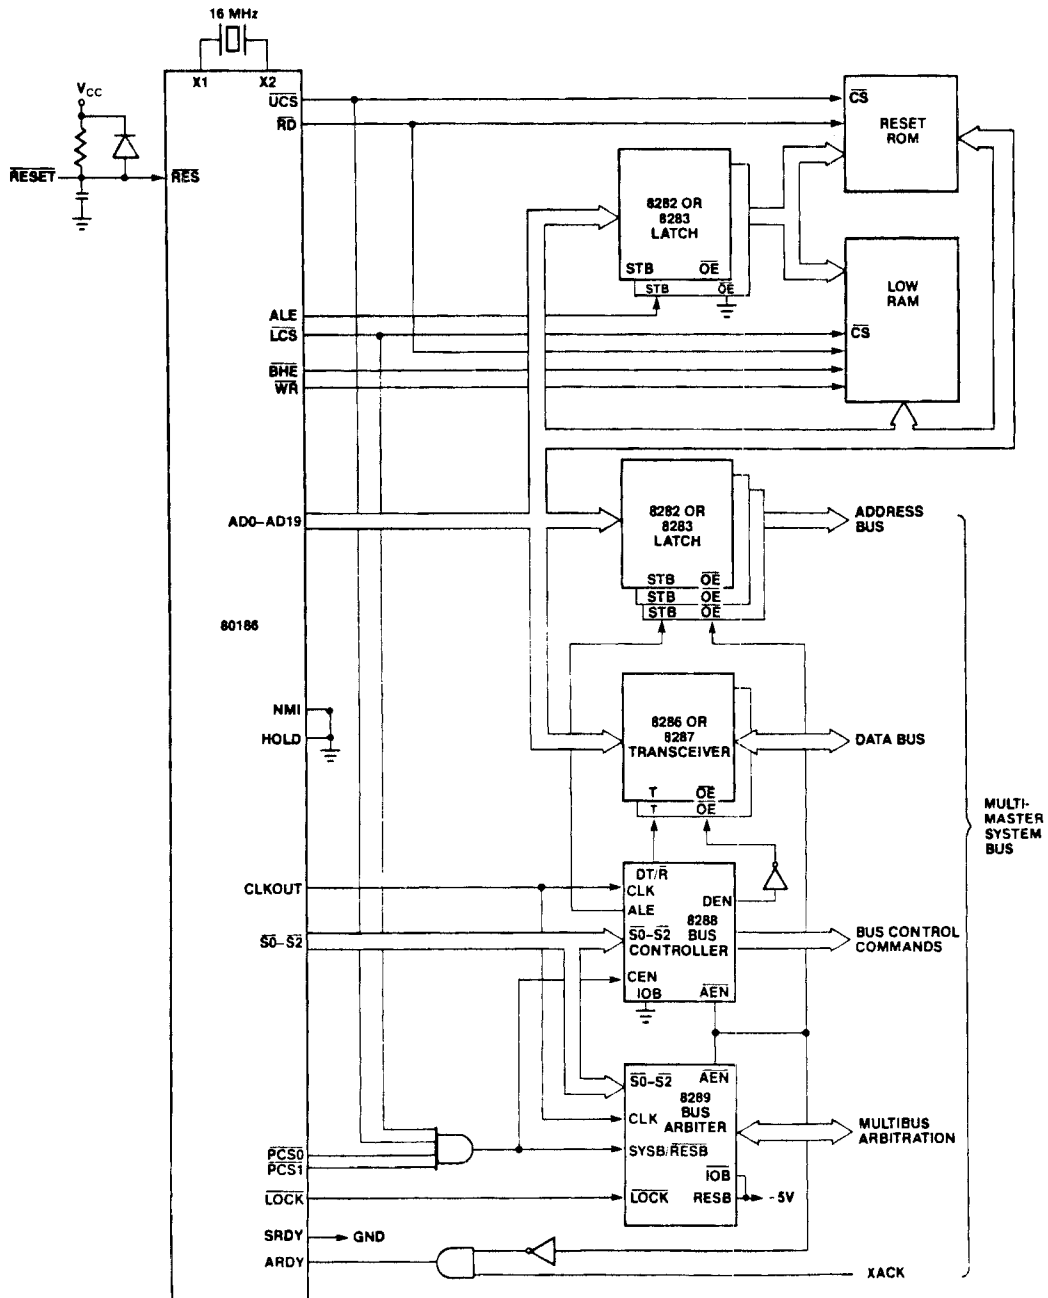 16 MHz
X1
X2
VCC
RESET
RES
UCS
RD
CS
RESET
ROM
8282 OR
8283
LATCH
STB
OE
STB
OE
LOW
RAM
CS
ALE
LCS
BHE
WR
AD0–AD19
8282 OR
8283
LATCH
STB OE
STB OE
STB OE
ADDRESS
BUS
80186
NMI
HOLD
8286 OR
8287
TRANSCEIVER
T OE
T OE
DATA BUS
MULTI-
MASTER
SYSTEM
BUS
CLKOUT
DT/R
CLK
ALE
DEN
S0–S2
S0–S2
8288
BUS
CONTROLLER
CEN
IOB
AEN
BUS CONTROL
COMMANDS
S0–S2
AEN
8289
BUS
ARBITER
CLK
SYSB/RESB
IOB
LOCK
RESB
-5V
MULTIBUS
ARBITRATION
PCS0
PCS1
LOCK
SRDY
GND
ARDY
XACK